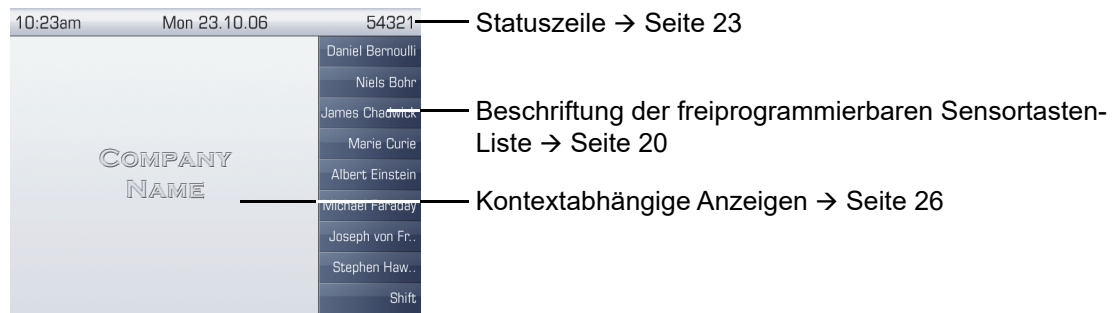 10:23am Mon 23.10.06 54321
Statuszeile → Seite 23
Daniel Bernoulli
Niels Bohr
James Chadwick
Marie Curie
Albert Einstein
Michael Faraday
Joseph von Fr..
Stephen Haw..
Shift
COMPANY
NAME
Beschriftung der freiprogrammierbaren Sensortasten-
Liste → Seite 20
Kontextabhängige Anzeigen → Seite 26